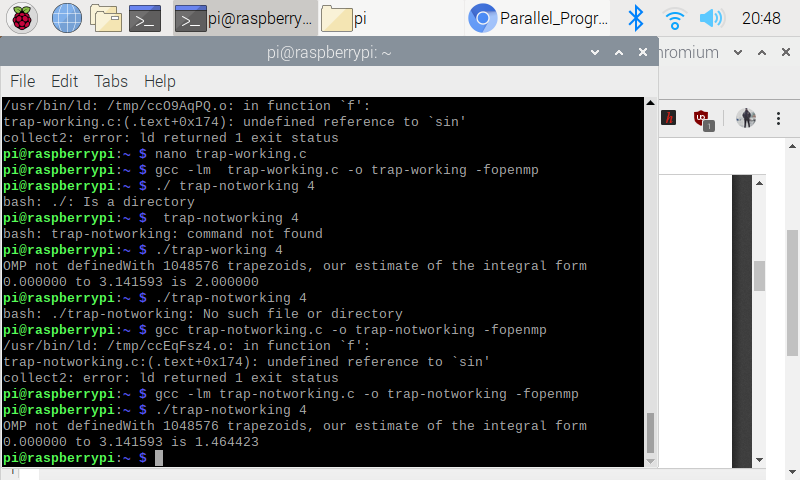 pi@raspberry...
pi
Parallel_Progr...
20:48
pi@raspberrypi: ~
hromium
File Edit Tabs Help
/usr/bin/ld: /tmp/ccO9AqPQ.o: in function `f':
trap-working.c:(.text+0x174): undefined reference to `sin'
collect2: error: ld returned 1 exit status
pi@raspberrypi:~ $ nano trap-working.c
pi@raspberrypi:~ $ gcc -lm  trap-working.c -o trap-working -fopenmp
pi@raspberrypi:~ $ ./ trap-notworking 4
bash: ./: Is a directory
pi@raspberrypi:~ $  trap-notworking 4
bash: trap-notworking: command not found
pi@raspberrypi:~ $ ./trap-working 4
OMP not definedWith 1048576 trapezoids, our estimate of the integral form
0.000000 to 3.141593 is 2.000000
pi@raspberrypi:~ $ ./trap-notworking 4
bash: ./trap-notworking: No such file or directory
pi@raspberrypi:~ $ gcc trap-notworking.c -o trap-notworking -fopenmp
/usr/bin/ld: /tmp/ccEqFsz4.o: in function `f':
trap-notworking.c:(.text+0x174): undefined reference to `sin'
collect2: error: ld returned 1 exit status
pi@raspberrypi:~ $ gcc -lm trap-notworking.c -o trap-notworking -fopenmp
pi@raspberrypi:~ $ ./trap-notworking 4
OMP not definedWith 1048576 trapezoids, our estimate of the integral form
0.000000 to 3.141593 is 1.464423
pi@raspberrypi:~ $
h
1